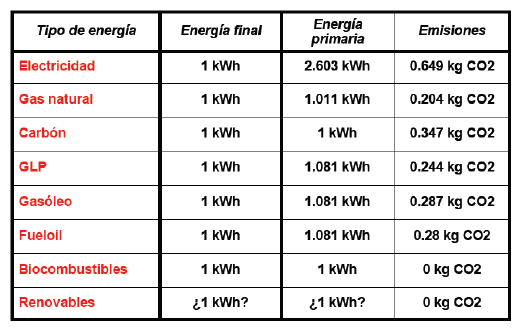 Tipo de energía Energía final Energía primaria Emisiones
Electricidad 1 kWh 2.603 kWh 0.649 kg CO2
Gas natural 1 kWh 1.011 kWh 0.204 kg CO2
Carbón 1 kWh 1 kWh 0.347 kg CO2
GLP 1 kWh 1.081 kWh 0.244 kg CO2
Gasóleo 1 kWh 1.081 kWh 0.287 kg CO2
Fueloil 1 kWh 1.081 kWh 0.28 kg CO2
Biocombustibles 1 kWh 1 kWh 0 kg CO2
Renovables ¿1 kWh? ¿1 kWh? 0 kg CO2